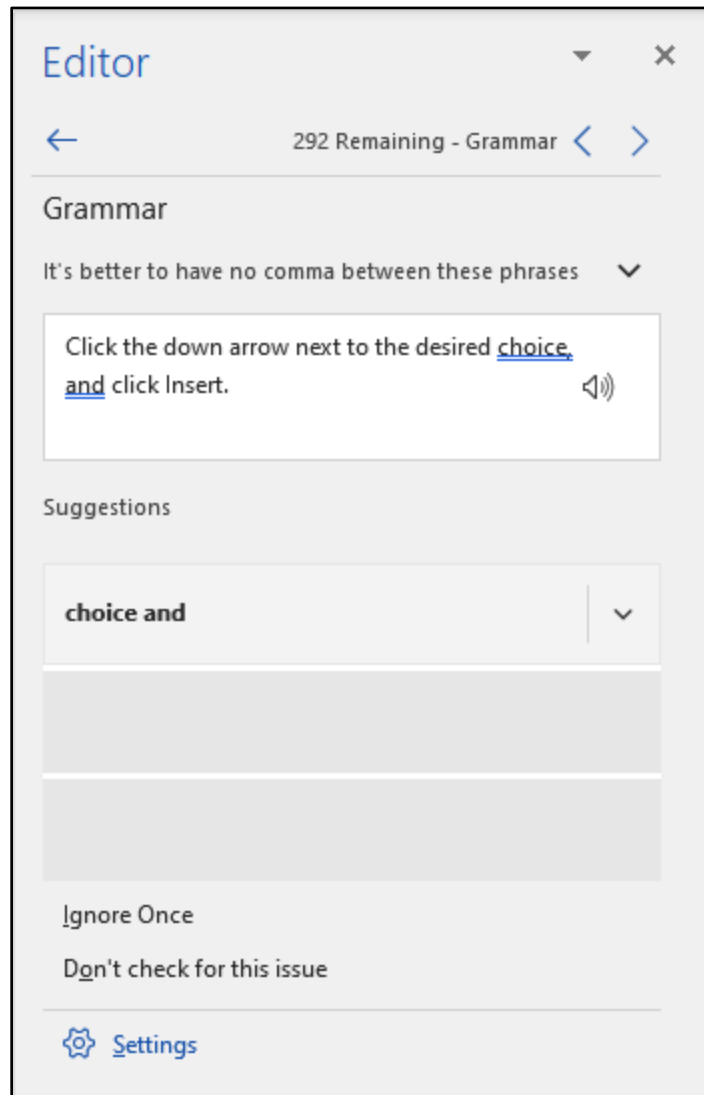 Editor
292 Remaining - Grammar
Grammar
It's better to have no comma between these phrases
Click the down arrow next to the desired choice,
and click Insert.
Suggestions
choice and
Ignore Once
Don't check for this issue
Settings